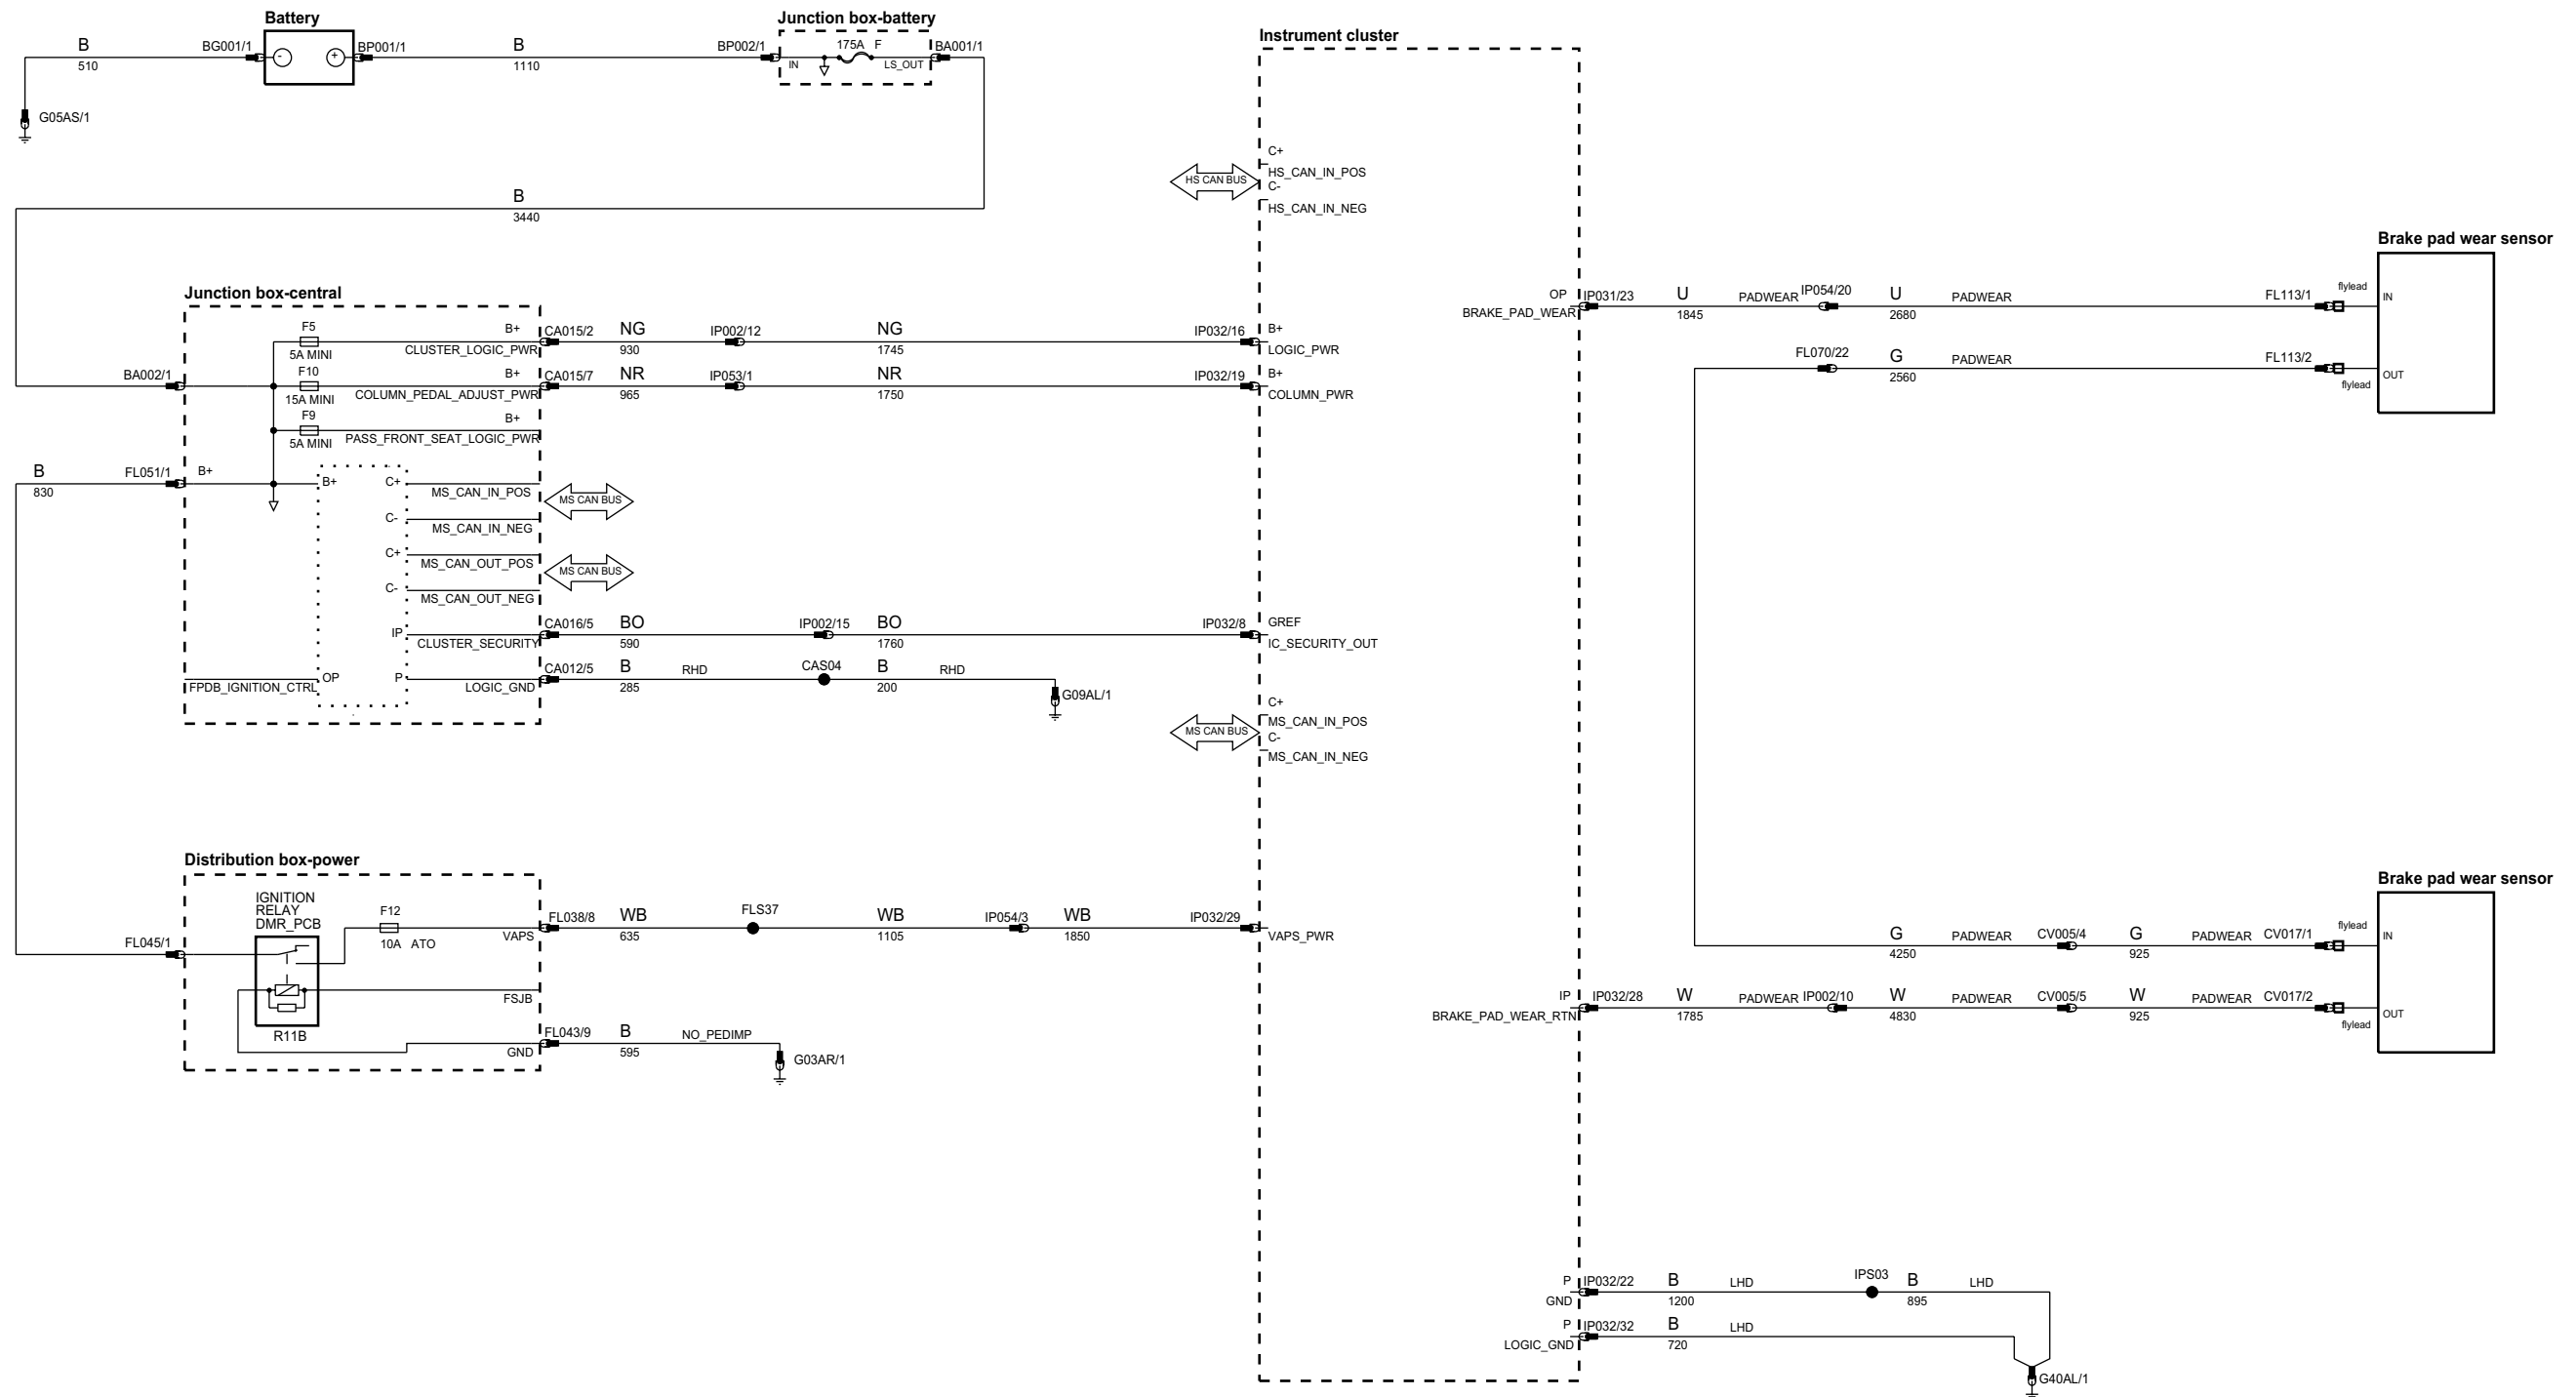 Battery
Junction box-battery
Instrument cluster
B
510
BG001/1
-
+
BP001/1
B
1110
BP002/1
175A F
IN
LS_OUT
BA001/1
G05AS/1
B
3440
C+
HS_CAN_IN_POS
HS CAN BUS
C-
HS_CAN_IN_NEG
Brake pad wear sensor
OP
BRAKE_PAD_WEAR
IP031/23
U
1845
PADWEAR
IP054/20
U
2680
PADWEAR
FL113/1
flylead
IN
FL070/22
G
2560
PADWEAR
FL113/2
flylead
OUT
Junction box-central
F5
5A MINI
B+
CLUSTER_LOGIC_PWR
CA015/2
NG
930
IP002/12
NG
1745
IP032/16
B+
LOGIC_PWR
BA002/1
F10
15A MINI
B+
COLUMN_PEDAL_ADJUST_PWR
CA015/7
NR
965
IP053/1
NR
1750
IP032/19
B+
COLUMN_PWR
F9
5A MINI
B+
PASS_FRONT_SEAT_LOGIC_PWR
B
830
FL051/1
B+
B+
C+
MS_CAN_IN_POS
MS CAN BUS
C-
MS_CAN_IN_NEG
C+
MS_CAN_OUT_POS
MS CAN BUS
C-
MS_CAN_OUT_NEG
IP
CLUSTER_SECURITY
CA016/5
BO
590
IP002/15
BO
1760
IP032/8
GREF
IC_SECURITY_OUT
FPDB_IGNITION_CTRL
OP
P
LOGIC_GND
CA012/5
B
285
RHD
CAS04
B
200
RHD
G09AL/1
C+
MS_CAN_IN_POS
MS CAN BUS
C-
MS_CAN_IN_NEG
Distribution box-power
IGNITION
RELAY
DMR_PCB
F12
10A ATO
VAPS
FL038/8
WB
635
FLS37
WB
1105
IP054/3
WB
1850
IP032/29
VAPS_PWR
FL045/1
FSJB
R11B
GND
FL043/9
B
595
NO_PEDIMP
G03AR/1
Brake pad wear sensor
G
4250
PADWEAR
CV005/4
G
925
PADWEAR
CV017/1
flylead
IN
IP
BRAKE_PAD_WEAR_RTN
IP032/28
W
1785
PADWEAR
IP002/10
W
4830
PADWEAR
CV005/5
W
925
PADWEAR
CV017/2
flylead
OUT
P
GND
IP032/22
B
1200
LHD
IPS03
B
895
LHD
P
LOGIC_GND
IP032/32
B
720
LHD
G40AL/1